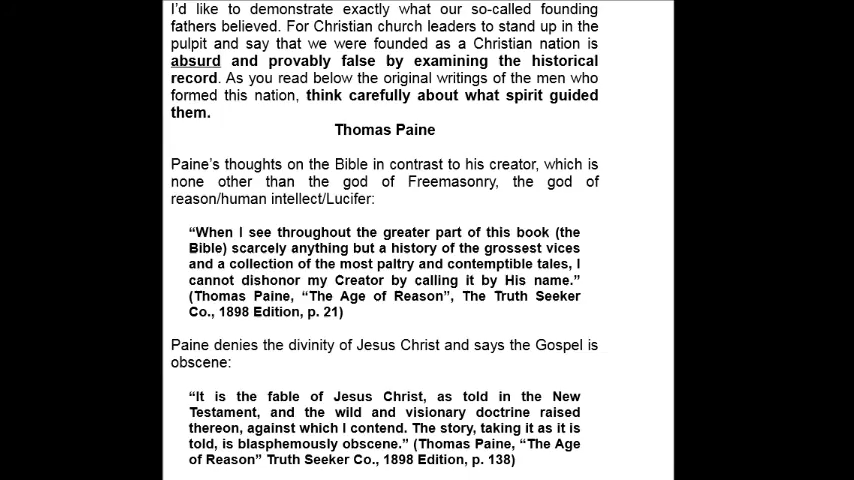 I’d like to demonstrate exactly what our so-called founding
fathers believed. For Christian church leaders to stand up in the
pulpit and say that we were founded as a Christian nation is
absurd and provably false by examining the historical
record. As you read below the original writings of the men who
formed this nation, think carefully about what spirit guided
them.
Thomas Paine
Paine’s thoughts on the Bible in contrast to his creator, which is
none other than the god of Freemasonry, the god of
reason/human intellect/Lucifer:
“When I see throughout the greater part of this book (the
Bible) scarcely anything but a history of the grossest vices
and a collection of the most paltry and contemptible tales, I
cannot dishonor my Creator by calling it by His name.”
(Thomas Paine, “The Age of Reason”, The Truth Seeker
Co., 1898 Edition, p. 21)
Paine denies the divinity of Jesus Christ and says the Gospel is
obscene:
“It is the fable of Jesus Christ, as told in the New
Testament, and the wild and visionary doctrine raised
thereon, against which I contend. The story, taking it as it is
told, is blasphemously obscene.” (Thomas Paine, “The Age
of Reason” Truth Seeker Co., 1898 Edition, p. 138)